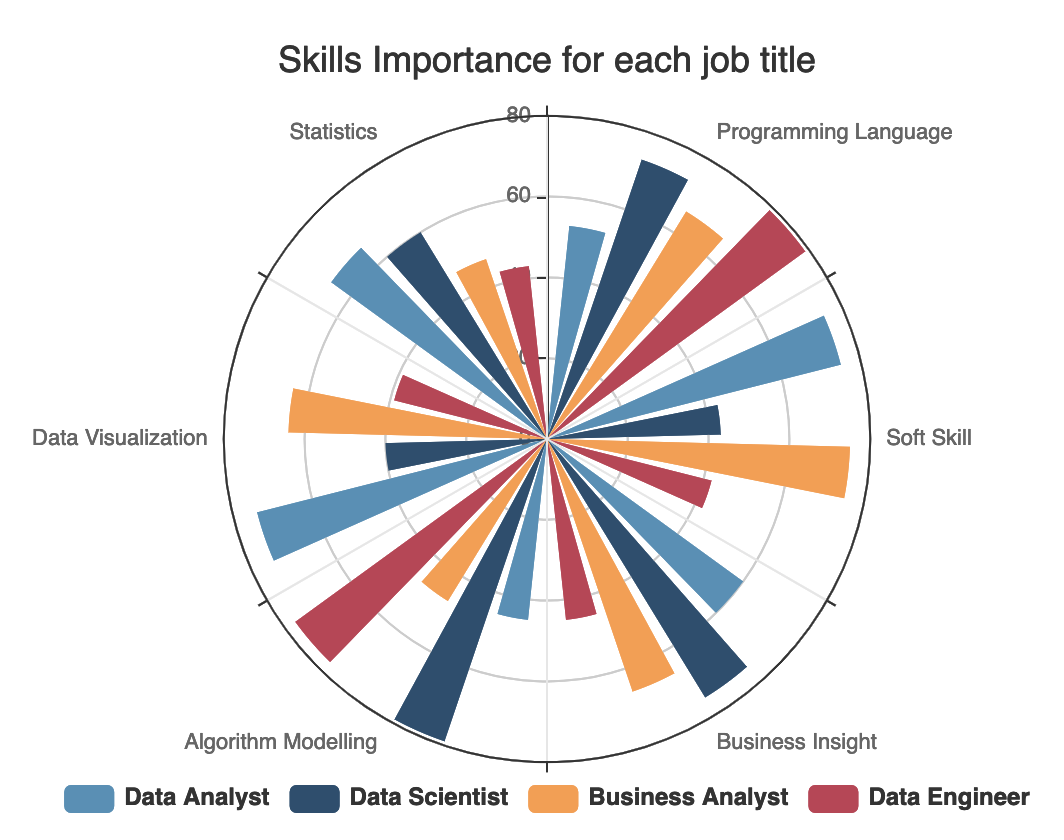 Skills Importance for each job title
80
60
0
Statistics
Programming Language
Data Visualization
Soft Skill
Algorithm Modelling
Business Insight
Data Analyst
Data Scientist
Business Analyst
Data Engineer